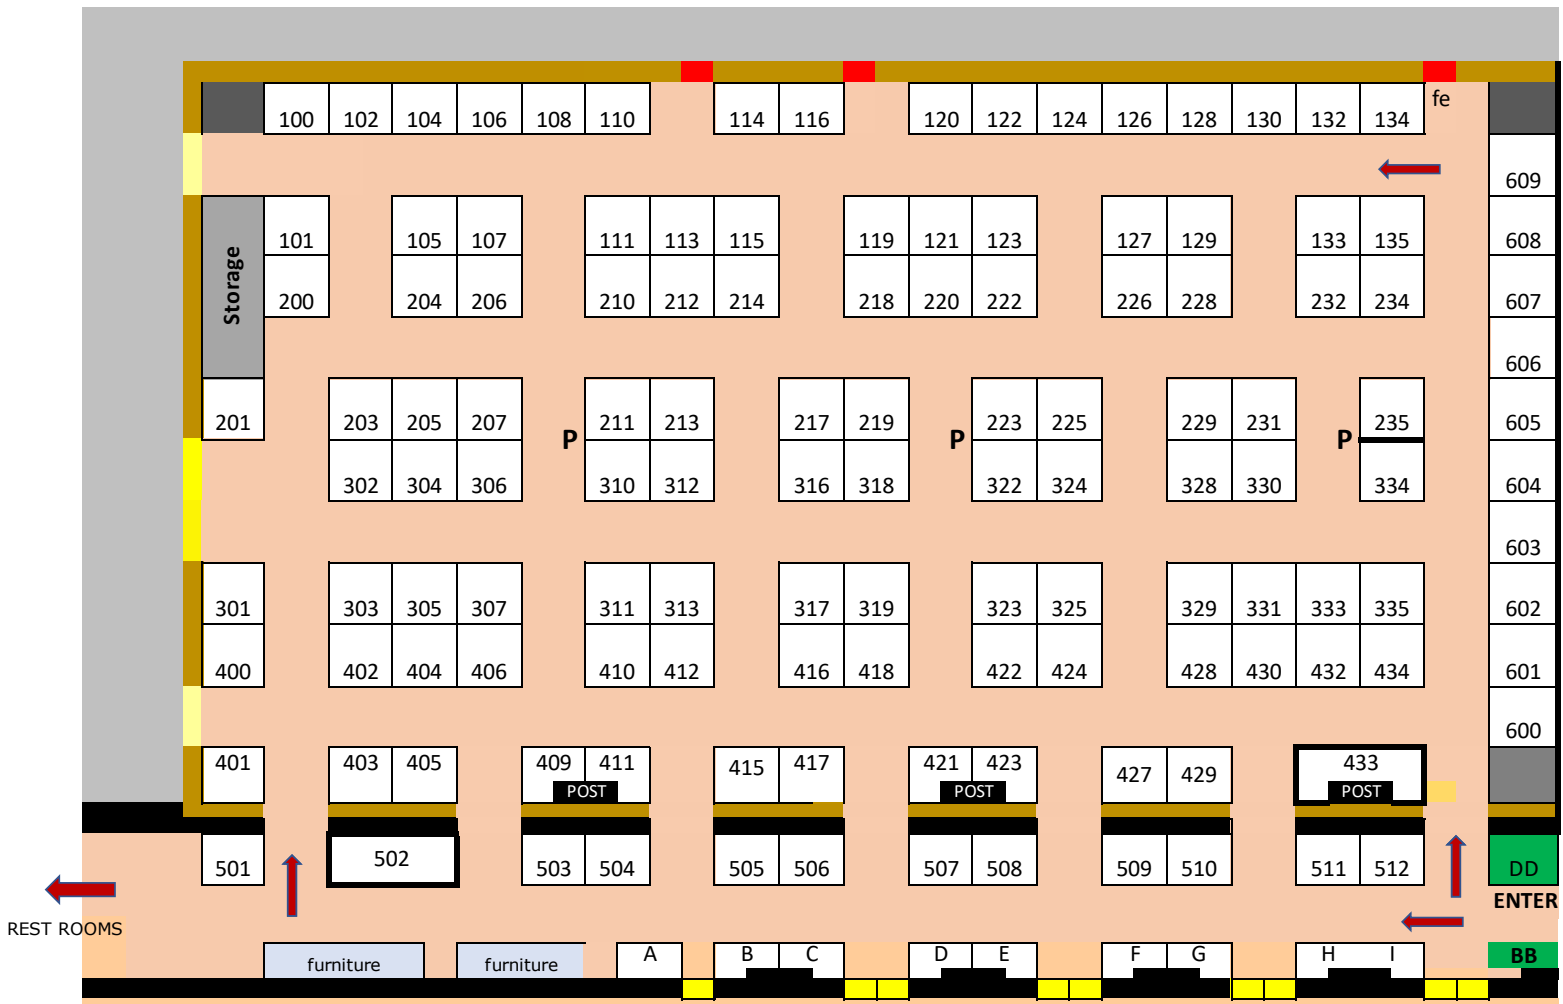 fe
100 102 104 106 108 110 114 116 120 122 124 126 128 130 132 134
609
101 105 107 111 113 115 119 121 123 127 129 133 135 608
Storage
200 204 206 210 212 214 218 220 222 226 228 232 234 607
606
201 203 205 207 211 213 217 219 223 225 229 231 235 605
P P P
302 304 306 310 312 316 318 322 324 328 330 334 604
603
301 303 305 307 311 313 317 319 323 325 329 331 333 335 602
400 402 404 406 410 412 416 418 422 424 428 430 432 434 601
600
401 403 405 409 411 415 417 421 423 427 429 433
POST POST POST
501 502 503 504 505 506 507 508 509 510 511 512 DD
ENTER
REST ROOMS
furniture furniture A B C D E F G H I BB